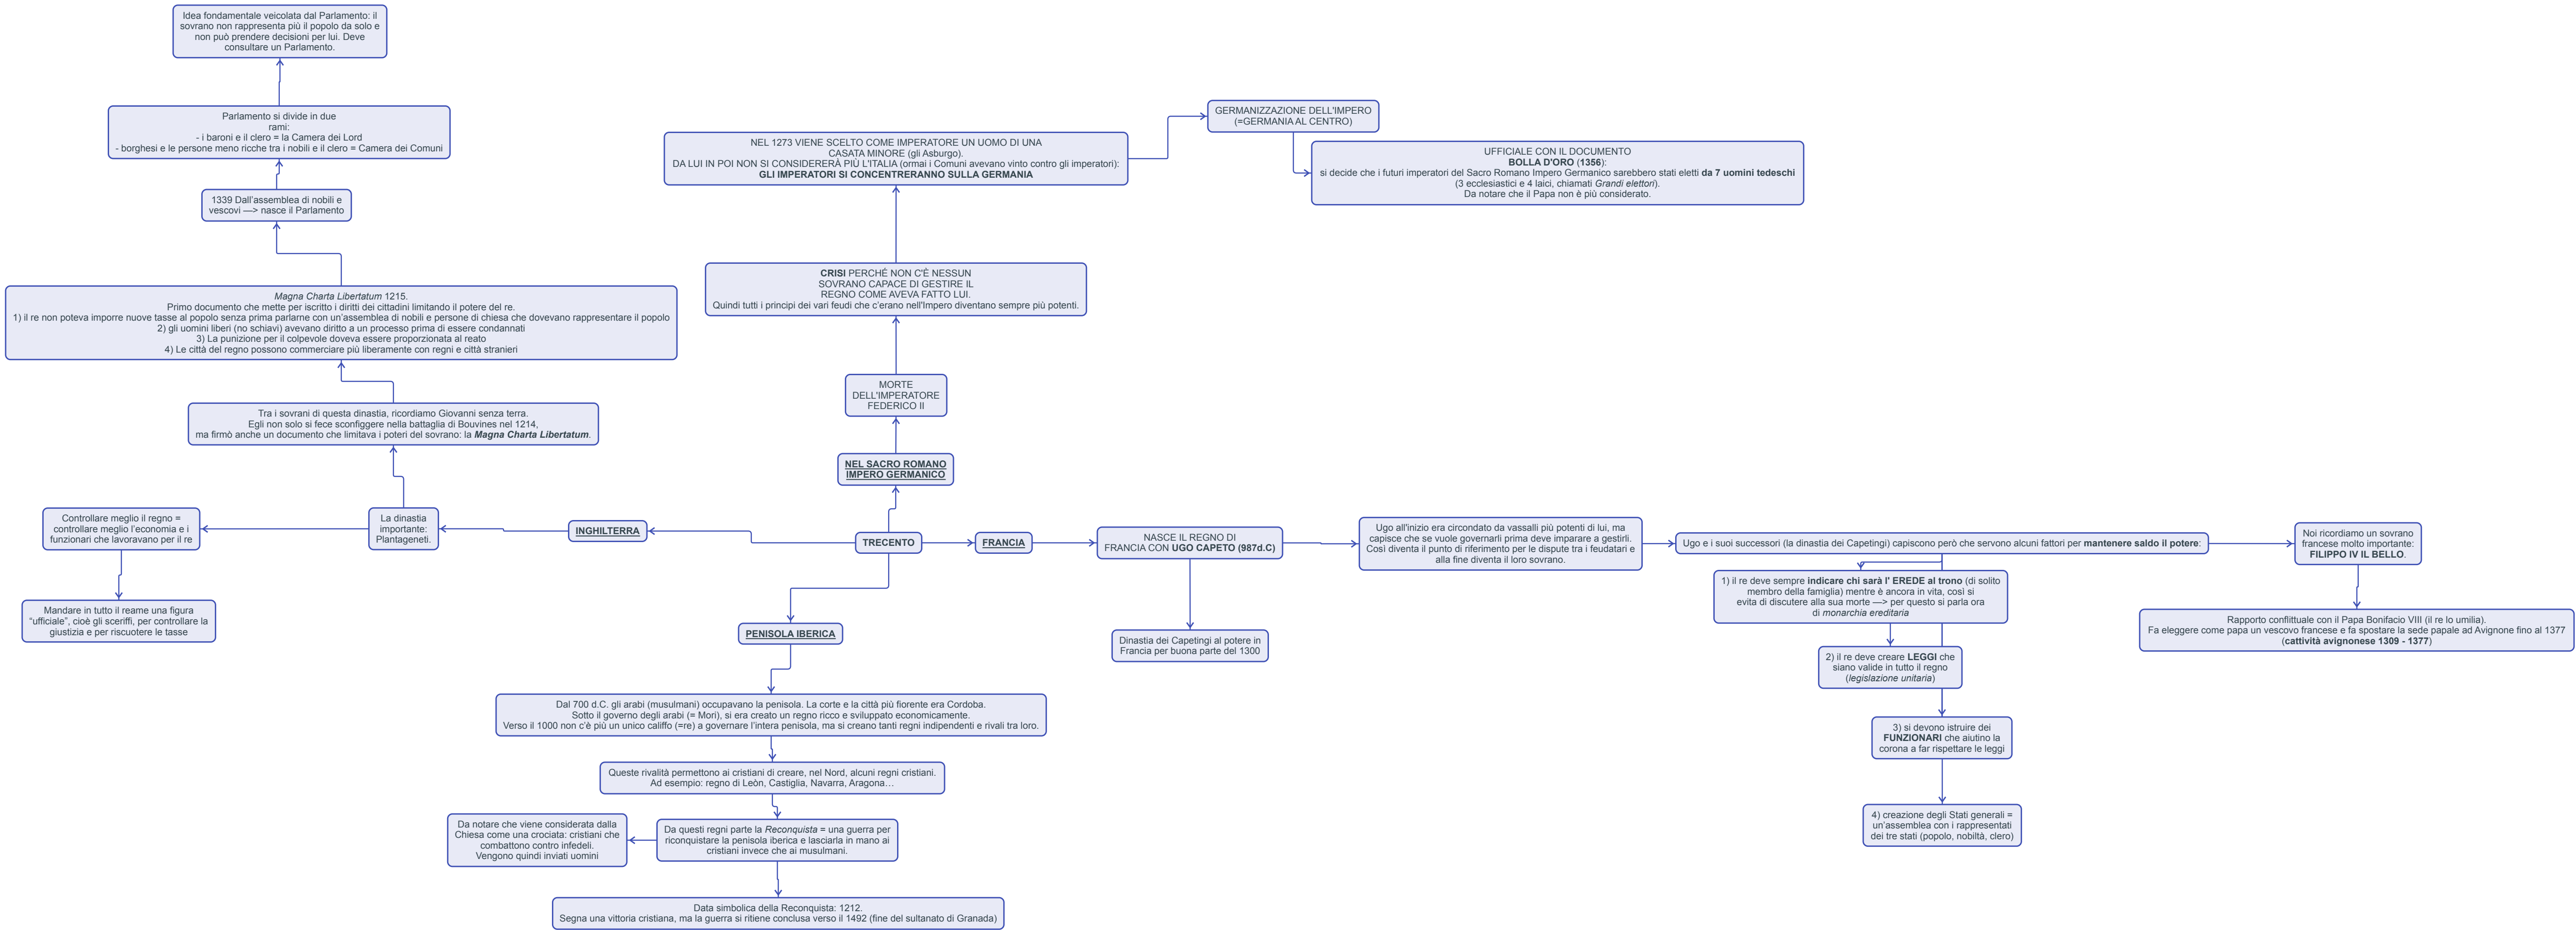 Idea fondamentale veicolata dal Parlamento: il
sovrano non rappresenta più il popolo da solo e
non può prendere decisioni per lui. Deve
consultare un Parlamento.
Parlamento si divide in due
rami:
- i baroni e il clero = la Camera dei Lord
- borghesi e le persone meno ricche tra i nobili e il clero = Camera dei Comuni
1339 Dall'assemblea di nobili e
vescovi —> nasce il Parlamento
Magna Charta Libertatum 1215.
Primo documento che mette per iscritto i diritti dei cittadini limitando il potere del re.
1) il re non poteva imporre nuove tasse al popolo senza prima parlarne con un'assemblea di nobili e persone di chiesa che dovevano rappresentare il popolo
2) gli uomini liberi (no schiavi) avevano diritto a un processo prima di essere condannati
3) La punizione per il colpevole doveva essere proporzionata al reato
4) Le città del regno possono commerciare più liberamente con regni e città stranieri
Tra i sovrani di questa dinastia, ricordiamo Giovanni senza terra.
Egli non solo si fece sconfiggere nella battaglia di Bouvines nel 1214,
ma firmò anche un documento che limitava i poteri del sovrano: la Magna Charta Libertatum.
Controllare meglio il regno =
controllare meglio l'economia e i
funzionari che lavoravano per il re
La dinastia
importante:
Plantageneti.
INGHILTERRA
Mandare in tutto il reame una figura
"ufficiale", cioè gli sceriffi, per controllare la
giustizia e per riscuotere le tasse
NEL 1273 VIENE SCELTO COME IMPERATORE UN UOMO DI UNA
CASATA MINORE (gli Asburgo).
DA LUI IN POI NON SI CONSIDERERÀ PIÙ L'ITALIA (ormai i Comuni avevano vinto contro gli imperatori):
GLI IMPERATORI SI CONCENTRERANNO SULLA GERMANIA
GERMANIZZAZIONE DELL'IMPERO
(=GERMANIA AL CENTRO)
UFFICIALE CON IL DOCUMENTO
BOLLA D'ORO (1356):
si decide che i futuri imperatori del Sacro Romano Impero Germanico sarebbero stati eletti da 7 uomini tedeschi
(3 ecclesiastici e 4 laici, chiamati Grandi elettori).
Da notare che il Papa non è più considerato.
CRISI PERCHÉ NON C'È NESSUN
SOVRANO CAPACE DI GESTIRE IL
REGNO COME AVEVA FATTO LUI.
Quindi tutti i principi dei vari feudi che c'erano nell'Impero diventano sempre più potenti.
MORTE
DELL'IMPERATORE
FEDERICO II
NEL SACRO ROMANO
IMPERO GERMANICO
TRECENTO
FRANCIA
NASCE IL REGNO DI
FRANCIA CON UGO CAPETO (987d.C)
Dinastia dei Capetingi al potere in
Francia per buona parte del 1300
Ugo all'inizio era circondato da vassalli più potenti di lui, ma
capisce che se vuole governarli prima deve imparare a gestirli.
Così diventa il punto di riferimento per le dispute tra i feudatari e
alla fine diventa il loro sovrano.
Ugo e i suoi successori (la dinastia dei Capetingi) capiscono però che servono alcuni fattori per mantenere saldo il potere:
1) il re deve sempre indicare chi sarà l' EREDE al trono (di solito
membro della famiglia) mentre è ancora in vita, così si
evita di discutere alla sua morte —> per questo si parla ora
di monarchia ereditaria
2) il re deve creare LEGGI che
siano valide in tutto il regno
(legislazione unitaria)
3) si devono istruire dei
FUNZIONARI che aiutino la
corona a far rispettare le leggi
4) creazione degli Stati generali =
un'assemblea con i rappresentati
dei tre stati (popolo, nobiltà, clero)
Noi ricordiamo un sovrano
francese molto importante:
FILIPPO IV IL BELLO.
Rapporto conflittuale con il Papa Bonifacio VIII (il re lo umilia).
Fa eleggere come papa un vescovo francese e fa spostare la sede papale ad Avignone fino al 1377
(cattività avignonese 1309 - 1377)
PENISOLA IBERICA
Dal 700 d.C. gli arabi (musulmani) occupavano la penisola. La corte e la città più fiorente era Cordoba.
Sotto il governo degli arabi (= Mori), si era creato un regno ricco e sviluppato economicamente.
Verso il 1000 non c'è più un unico califfo (=re) a governare l'intera penisola, ma si creano tanti regni indipendenti e rivali tra loro.
Queste rivalità permettono ai cristiani di creare, nel Nord, alcuni regni cristiani.
Ad esempio: regno di Leòn, Castiglia, Navarra, Aragona…
Da notare che viene considerata dalla
Chiesa come una crociata: cristiani che
combattono contro infedeli.
Vengono quindi inviati uomini
Da questi regni parte la Reconquista = una guerra per
riconquistare la penisola iberica e lasciarla in mano ai
cristiani invece che ai musulmani.
Data simbolica della Reconquista: 1212.
Segna una vittoria cristiana, ma la guerra si ritiene conclusa verso il 1492 (fine del sultanato di Granada)